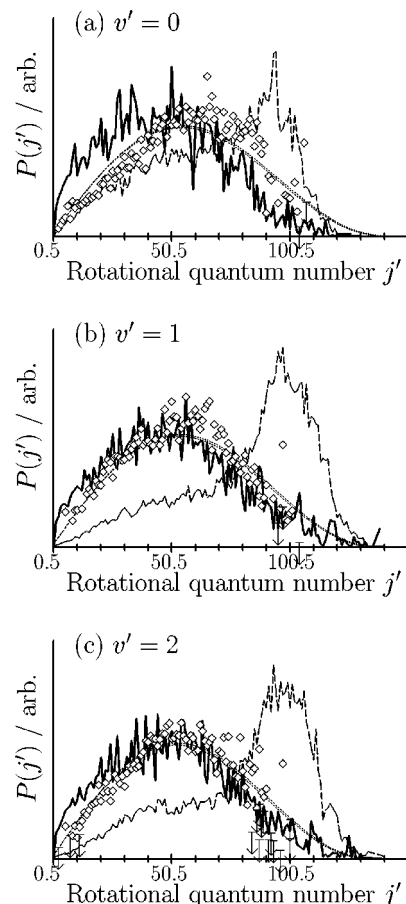 (a) v′ = 0
P(j′) / arb.
0.5 50.5 100.5
Rotational quantum number j′
(b) v′ = 1
P(j′) / arb.
0.5 50.5 100.5
Rotational quantum number j′
(c) v′ = 2
P(j′) / arb.
0.5 50.5 100.5
Rotational quantum number j′